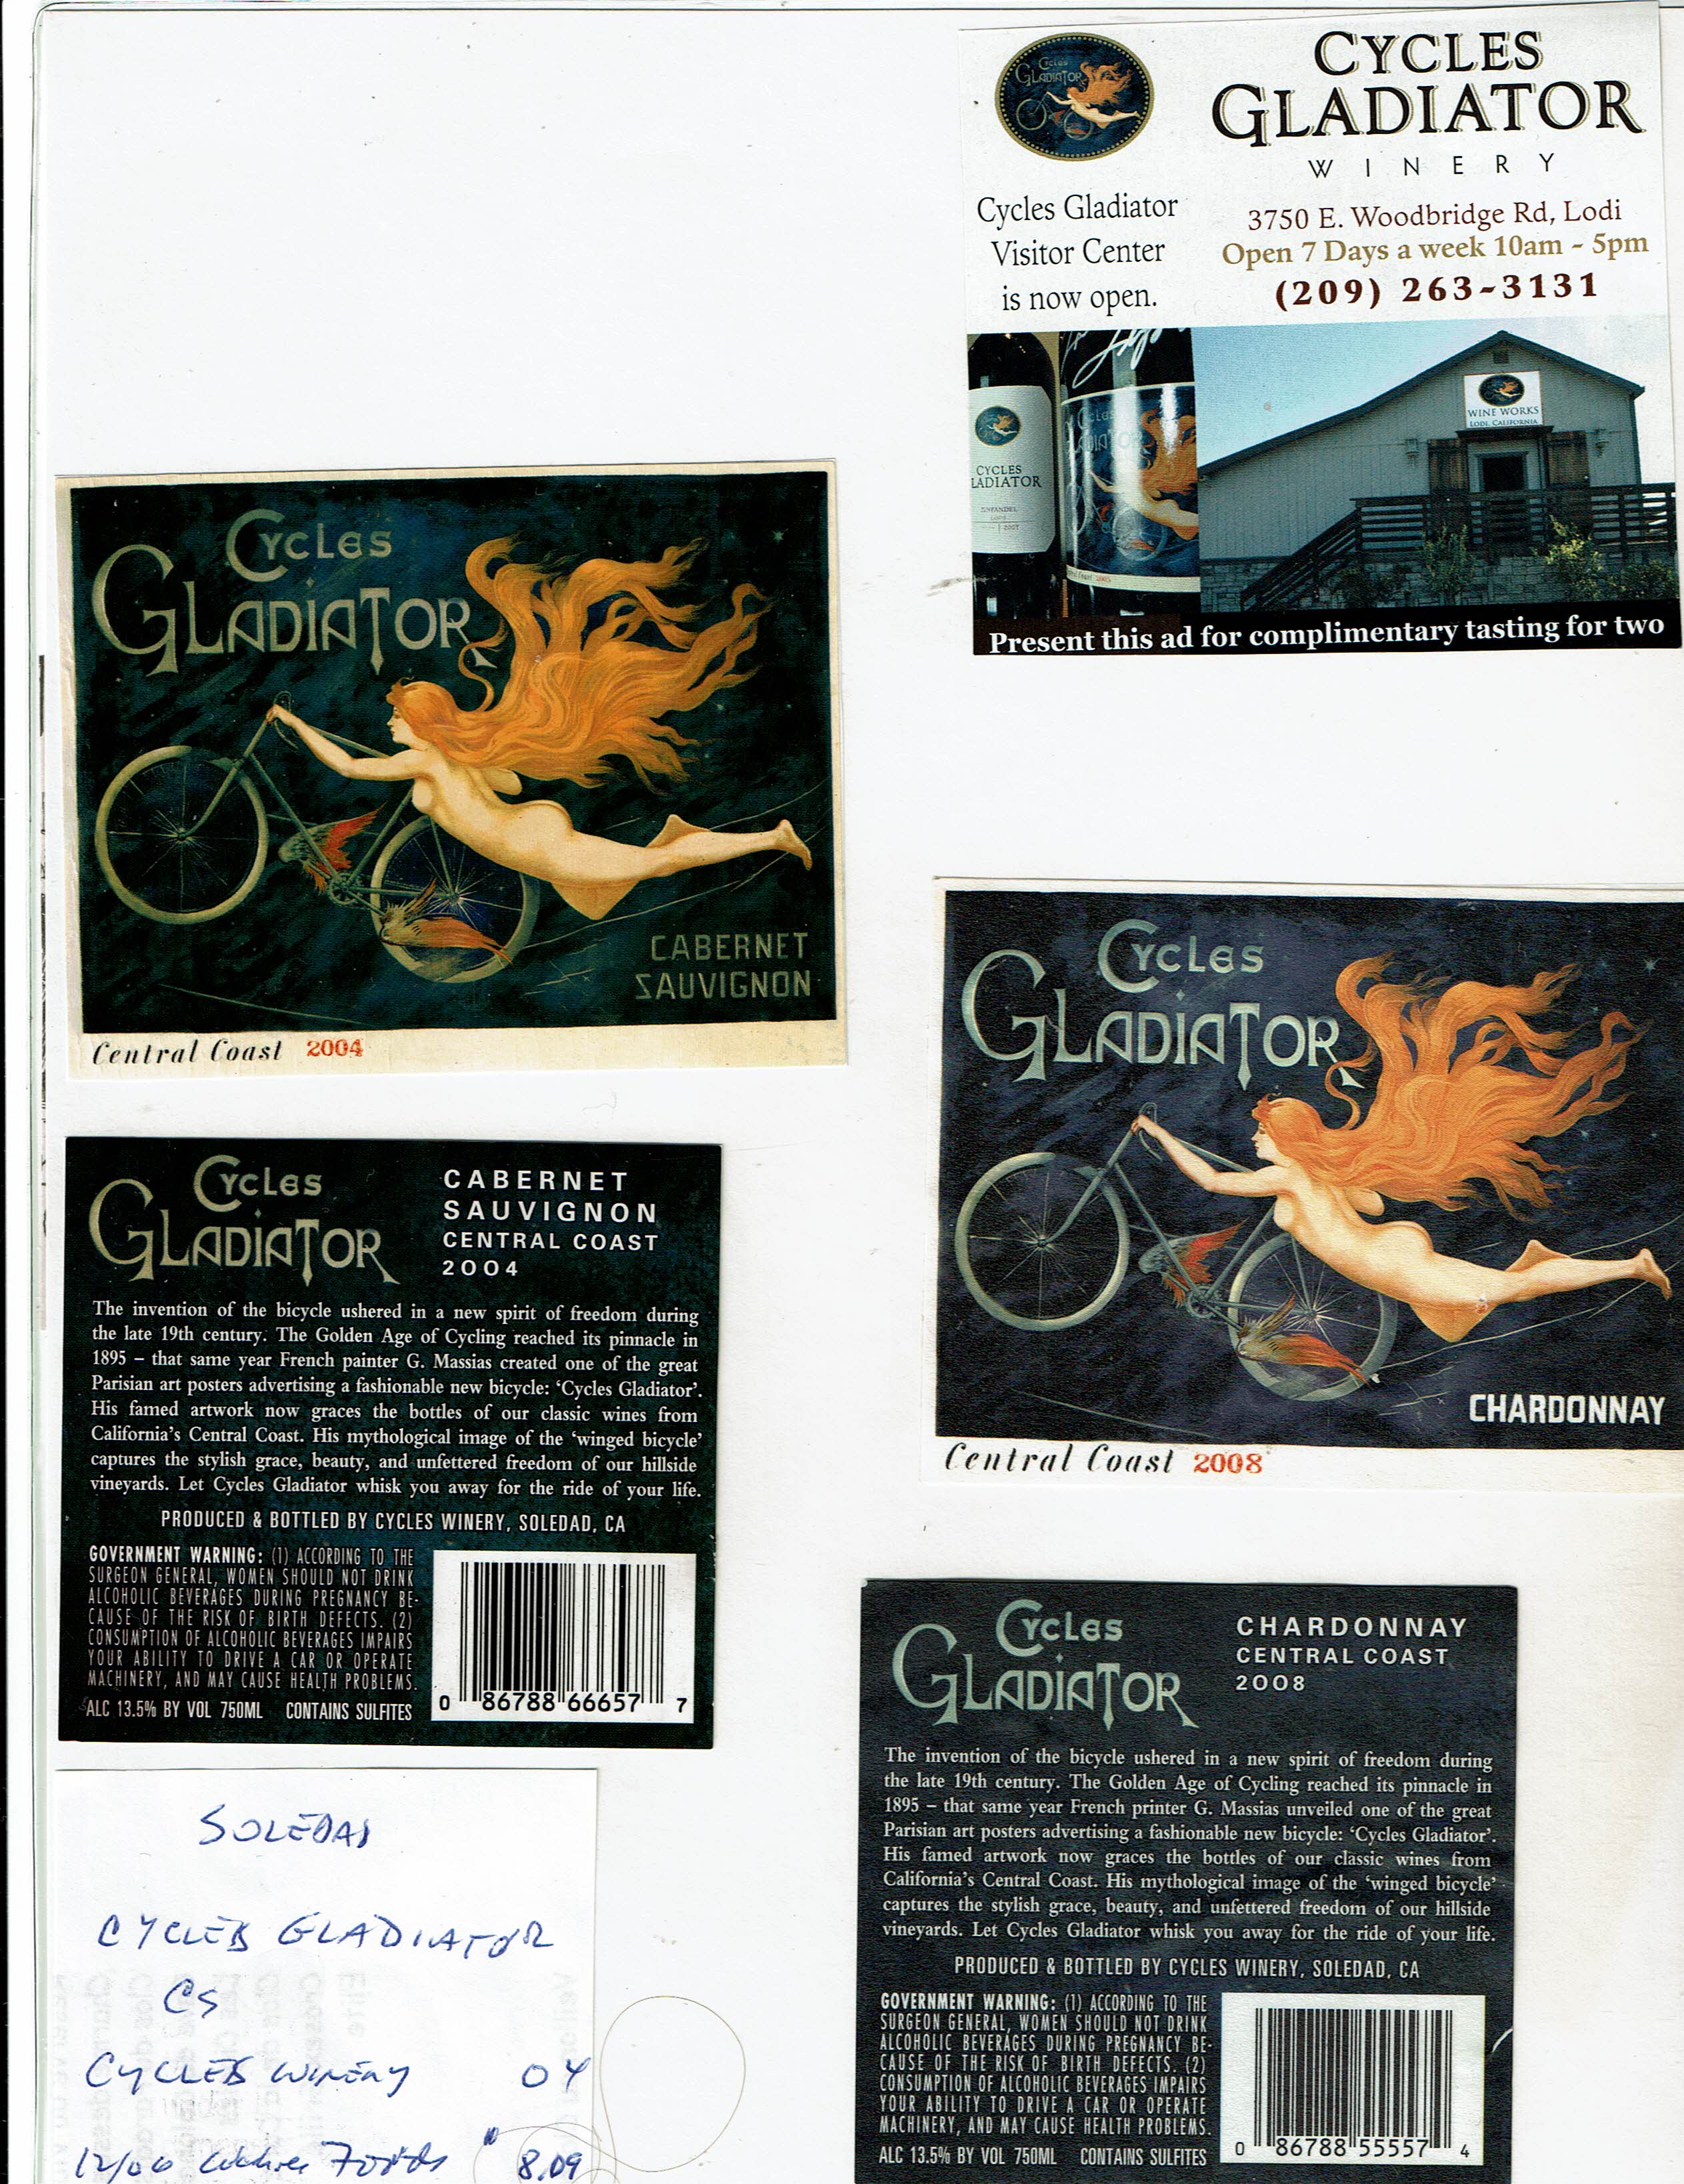 Cycles
GLADIATOR
CYCLES
GLADIATOR
WINERY
Cycles Gladiator
Visitor Center
is now open.
3750 E. Woodbridge Rd, Lodi
Open 7 Days a week 10am ~ 5pm
(209) 263-3131
CYCLES
LADIATOR
ZINFANDEL
2007
Cycles
LADIATOR
2005
WINE WORKS
LODI, CALIFORNIA
Present this ad for complimentary tasting for two
Cycles
GLADIATOR
CABERNET
SAUVIGNON
Central Coast 2004
Cycles
GLADIATOR
CABERNET
SAUVIGNON
CENTRAL COAST
2004
The invention of the bicycle ushered in a new spirit of freedom during
the late 19th century. The Golden Age of Cycling reached its pinnacle in
1895 – that same year French painter G. Massias created one of the great
Parisian art posters advertising a fashionable new bicycle: ‘Cycles Gladiator’.
His famed artwork now graces the bottles of our classic wines from
California’s Central Coast. His mythological image of the ‘winged bicycle’
captures the stylish grace, beauty, and unfettered freedom of our hillside
vineyards. Let Cycles Gladiator whisk you away for the ride of your life.
PRODUCED & BOTTLED BY CYCLES WINERY, SOLEDAD, CA
GOVERNMENT WARNING: (1) ACCORDING TO THE
SURGEON GENERAL, WOMEN SHOULD NOT DRINK
ALCOHOLIC BEVERAGES DURING PREGNANCY BE-
CAUSE OF THE RISK OF BIRTH DEFECTS. (2)
CONSUMPTION OF ALCOHOLIC BEVERAGES IMPAIRS
YOUR ABILITY TO DRIVE A CAR OR OPERATE
MACHINERY, AND MAY CAUSE HEALTH PROBLEMS.
ALC 13.5% BY VOL 750ML CONTAINS SULFITES
0 86788 66657 7
SOLEDAD
CYCLES GLADIATOR
CS
CYCLES WINERY 04
12/06 Foods 8.09
Cycles
GLADIATOR
CHARDONNAY
Central Coast 2008
Cycles
GLADIATOR
CHARDONNAY
CENTRAL COAST
2008
The invention of the bicycle ushered in a new spirit of freedom during
the late 19th century. The Golden Age of Cycling reached its pinnacle in
1895 – that same year French printer G. Massias unveiled one of the great
Parisian art posters advertising a fashionable new bicycle: ‘Cycles Gladiator’.
His famed artwork now graces the bottles of our classic wines from
California’s Central Coast. His mythological image of the ‘winged bicycle’
captures the stylish grace, beauty, and unfettered freedom of our hillside
vineyards. Let Cycles Gladiator whisk you away for the ride of your life.
PRODUCED & BOTTLED BY CYCLES WINERY, SOLEDAD, CA
GOVERNMENT WARNING: (1) ACCORDING TO THE
SURGEON GENERAL, WOMEN SHOULD NOT DRINK
ALCOHOLIC BEVERAGES DURING PREGNANCY BE-
CAUSE OF THE RISK OF BIRTH DEFECTS. (2)
CONSUMPTION OF ALCOHOLIC BEVERAGES IMPAIRS
YOUR ABILITY TO DRIVE A CAR OR OPERATE
MACHINERY, AND MAY CAUSE HEALTH PROBLEMS.
ALC 13.5% BY VOL 750ML CONTAINS SULFITES
0 86788 55557 4